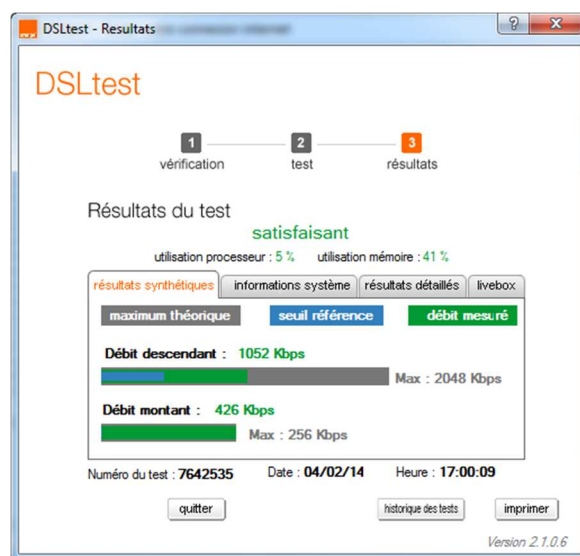 DSLtest - Resultats
DSLtest
1 2 3
vérification test résultats
Résultats du test
satisfaisant
utilisation processeur : 5 % utilisation mémoire : 41 %
résultats synthétiques informations système résultats détaillés livebox
maximum théorique seuil référence débit mesuré
Débit descendant : 1052 Kbps
Max : 2048 Kbps
Débit montant : 426 Kbps
Max : 256 Kbps
Numéro du test : 7642535 Date : 04/02/14 Heure : 17:00:09
quitter historique des tests imprimer
Version 2.1.0.6